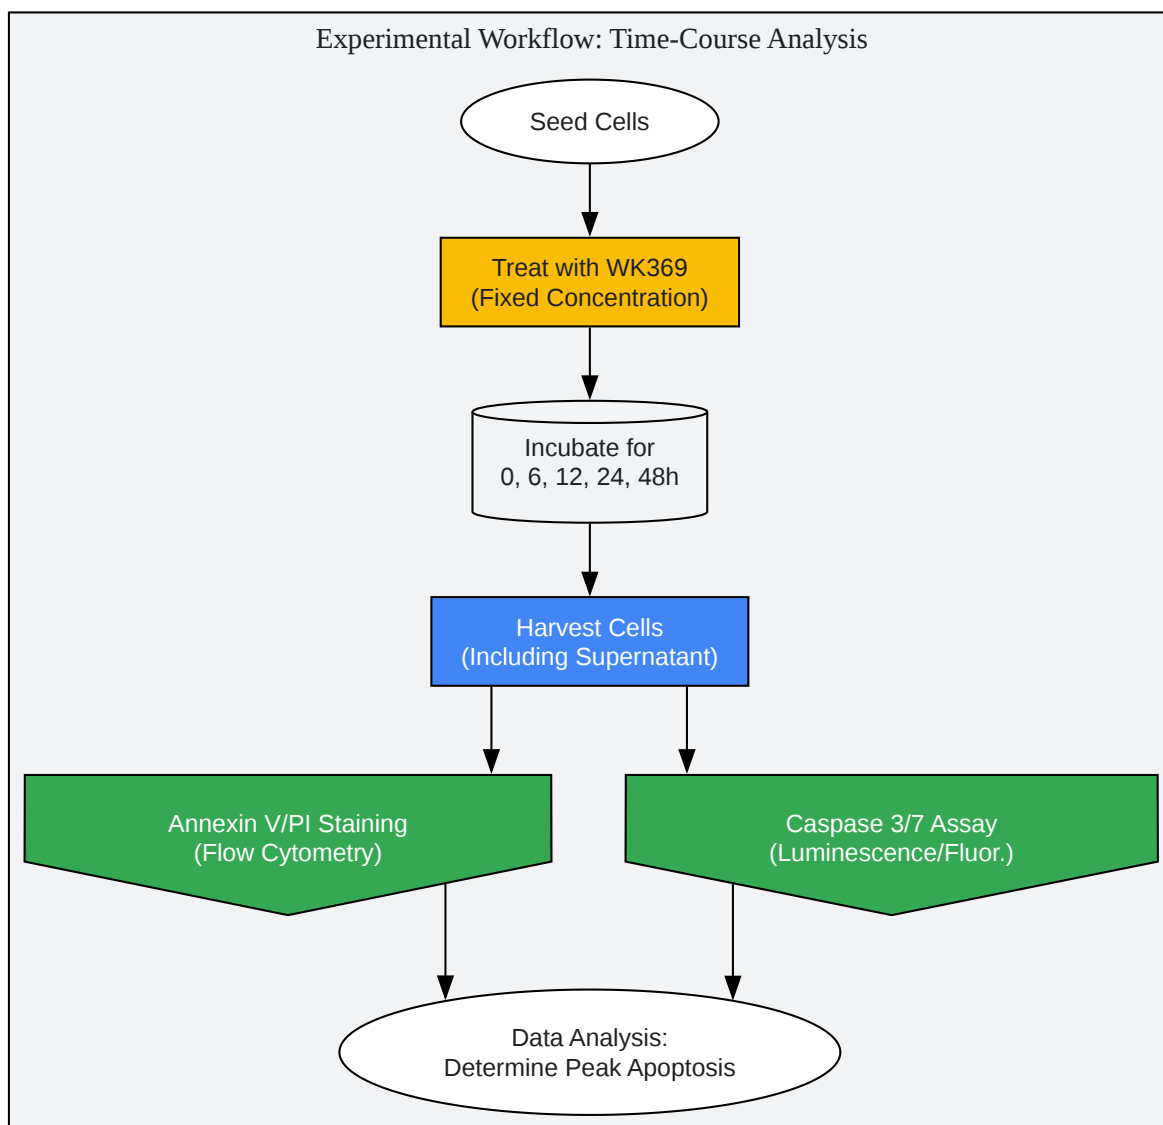 Experimental Workflow: Time-Course Analysis
Seed Cells
Treat with WK369
(Fixed Concentration)
Incubate for
0, 6, 12, 24, 48h
Harvest Cells
(Including Supernatant)
Annexin V/PI Staining
(Flow Cytometry)
Caspase 3/7 Assay
(Luminescence/Fluor.)
Data Analysis:
Determine Peak Apoptosis